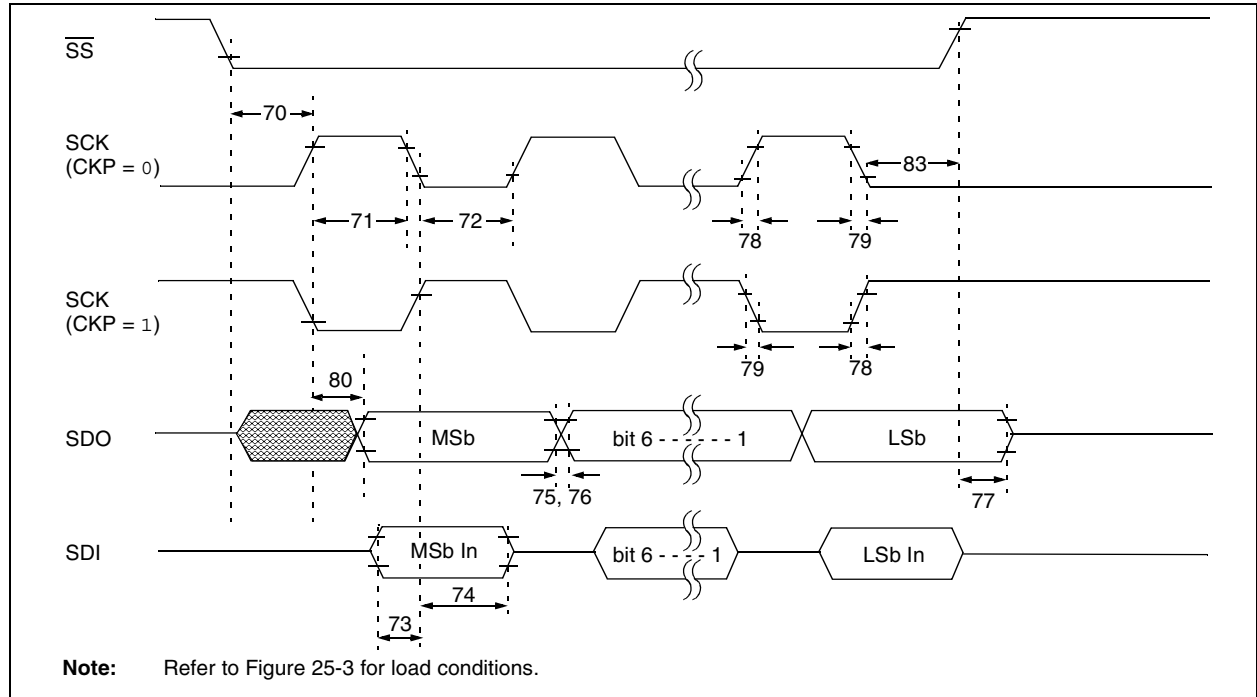 SS
70
SCK
(CKP = 0)
83
71
72
78
79
SCK
(CKP = 1)
79
78
80
SDO
MSb
bit 6 - - - - - - 1
LSb
75, 76
77
SDI
MSb In
bit 6 - - - - 1
LSb In
74
73
Note: Refer to Figure 25-3 for load conditions.